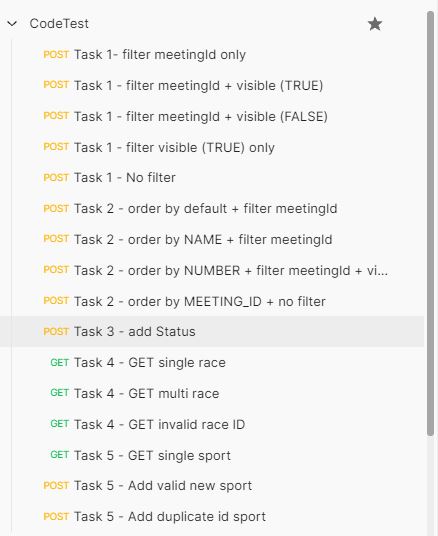 CodeTest
POST Task 1- filter meetingId only
POST Task 1 - filter meetingId + visible (TRUE)
POST Task 1 - filter meetingId + visible (FALSE)
POST Task 1 - filter visible (TRUE) only
POST Task 1 - No filter
POST Task 2 - order by default + filter meetingId
POST Task 2 - order by NAME + filter meetingId
POST Task 2 - order by NUMBER + filter meetingId + vi...
POST Task 2 - order by MEETING_ID + no filter
POST Task 3 - add Status
GET Task 4 - GET single race
GET Task 4 - GET multi race
GET Task 4 - GET invalid race ID
GET Task 5 - GET single sport
POST Task 5 - Add valid new sport
POST Task 5 - Add duplicate id sport